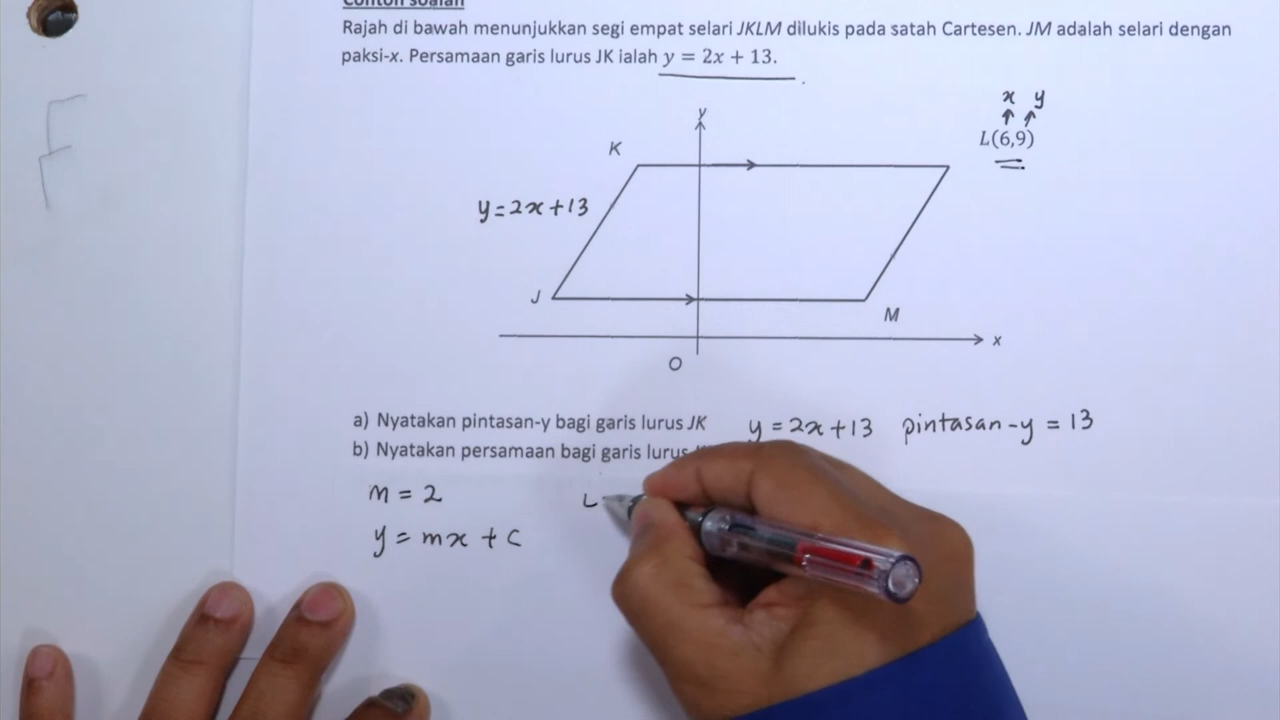 Contoh soalan
Rajah di bawah menunjukkan segi empat selari JKLM dilukis pada satah Cartesen. JM adalah selari dengan
paksi-x. Persamaan garis lurus JK ialah y = 2x + 13.
x y
L(6,9)
y
K
y = 2x + 13
J
M
x
O
a) Nyatakan pintasan-y bagi garis lurus JK
y = 2x + 13 pintasan-y = 13
b) Nyatakan persamaan bagi garis lurus
m = 2
L
y = mx + c